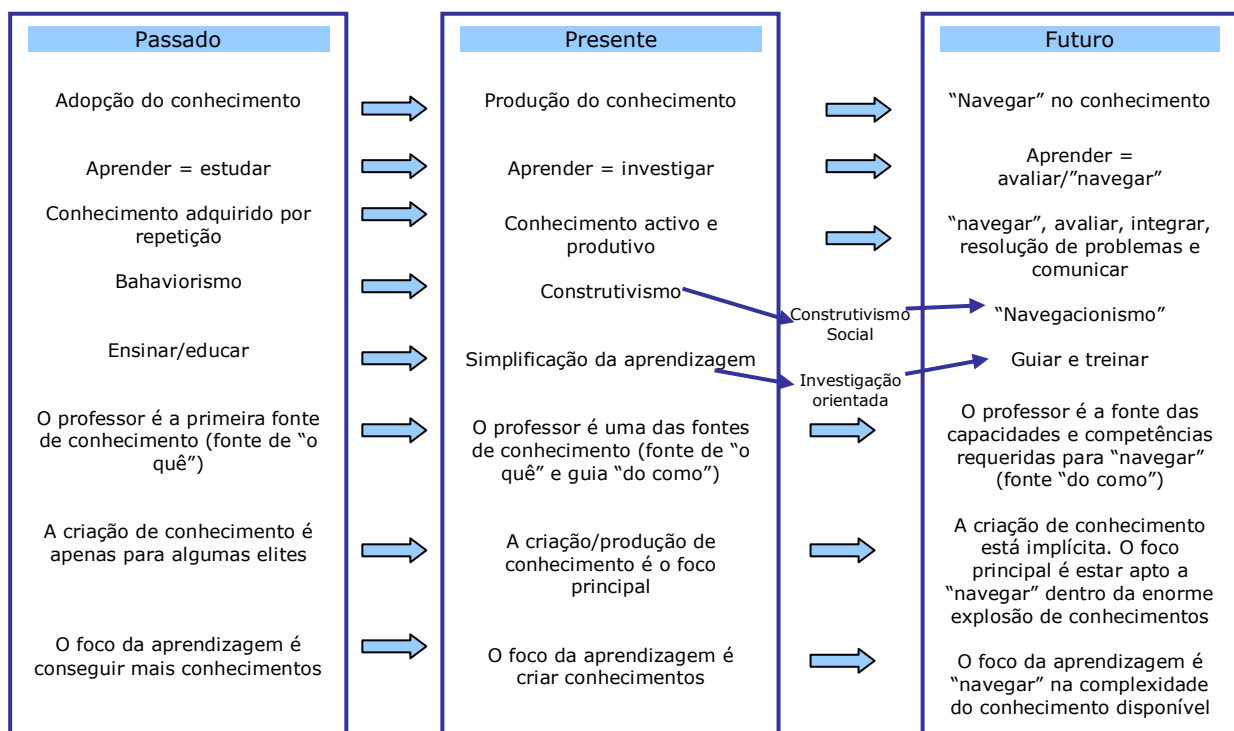 Passado
Presente
Futuro
Adopção do conhecimento
Produção do conhecimento
“Navegar” no conhecimento
Aprender = estudar
Aprender = investigar
Aprender =
avaliar/”navegar”
Conhecimento adquirido por
repetição
Conhecimento activo e
produtivo
“navegar”, avaliar, integrar,
resolução de problemas e
comunicar
Bahaviorismo
Construtivismo
Construtivismo
Social
“Navegacionismo”
Ensinar/educar
Simplificação da aprendizagem
Investigação
orientada
Guiar e treinar
O professor é a primeira fonte
de conhecimento (fonte de “o
quê”)
O professor é uma das fontes
de conhecimento (fonte de “o
quê” e guia “do como”)
O professor é a fonte das
capacidades e competências
requeridas para “navegar”
(fonte “do como”)
A criação de conhecimento é
apenas para algumas elites
A criação/produção de
conhecimento é o foco
principal
A criação de conhecimento
está implícita. O foco
principal é estar apto a
“navegar” dentro da enorme
explosão de conhecimentos
O foco da aprendizagem é
conseguir mais conhecimentos
O foco da aprendizagem é
criar conhecimentos
O foco da aprendizagem é
“navegar” na complexidade
do conhecimento disponível